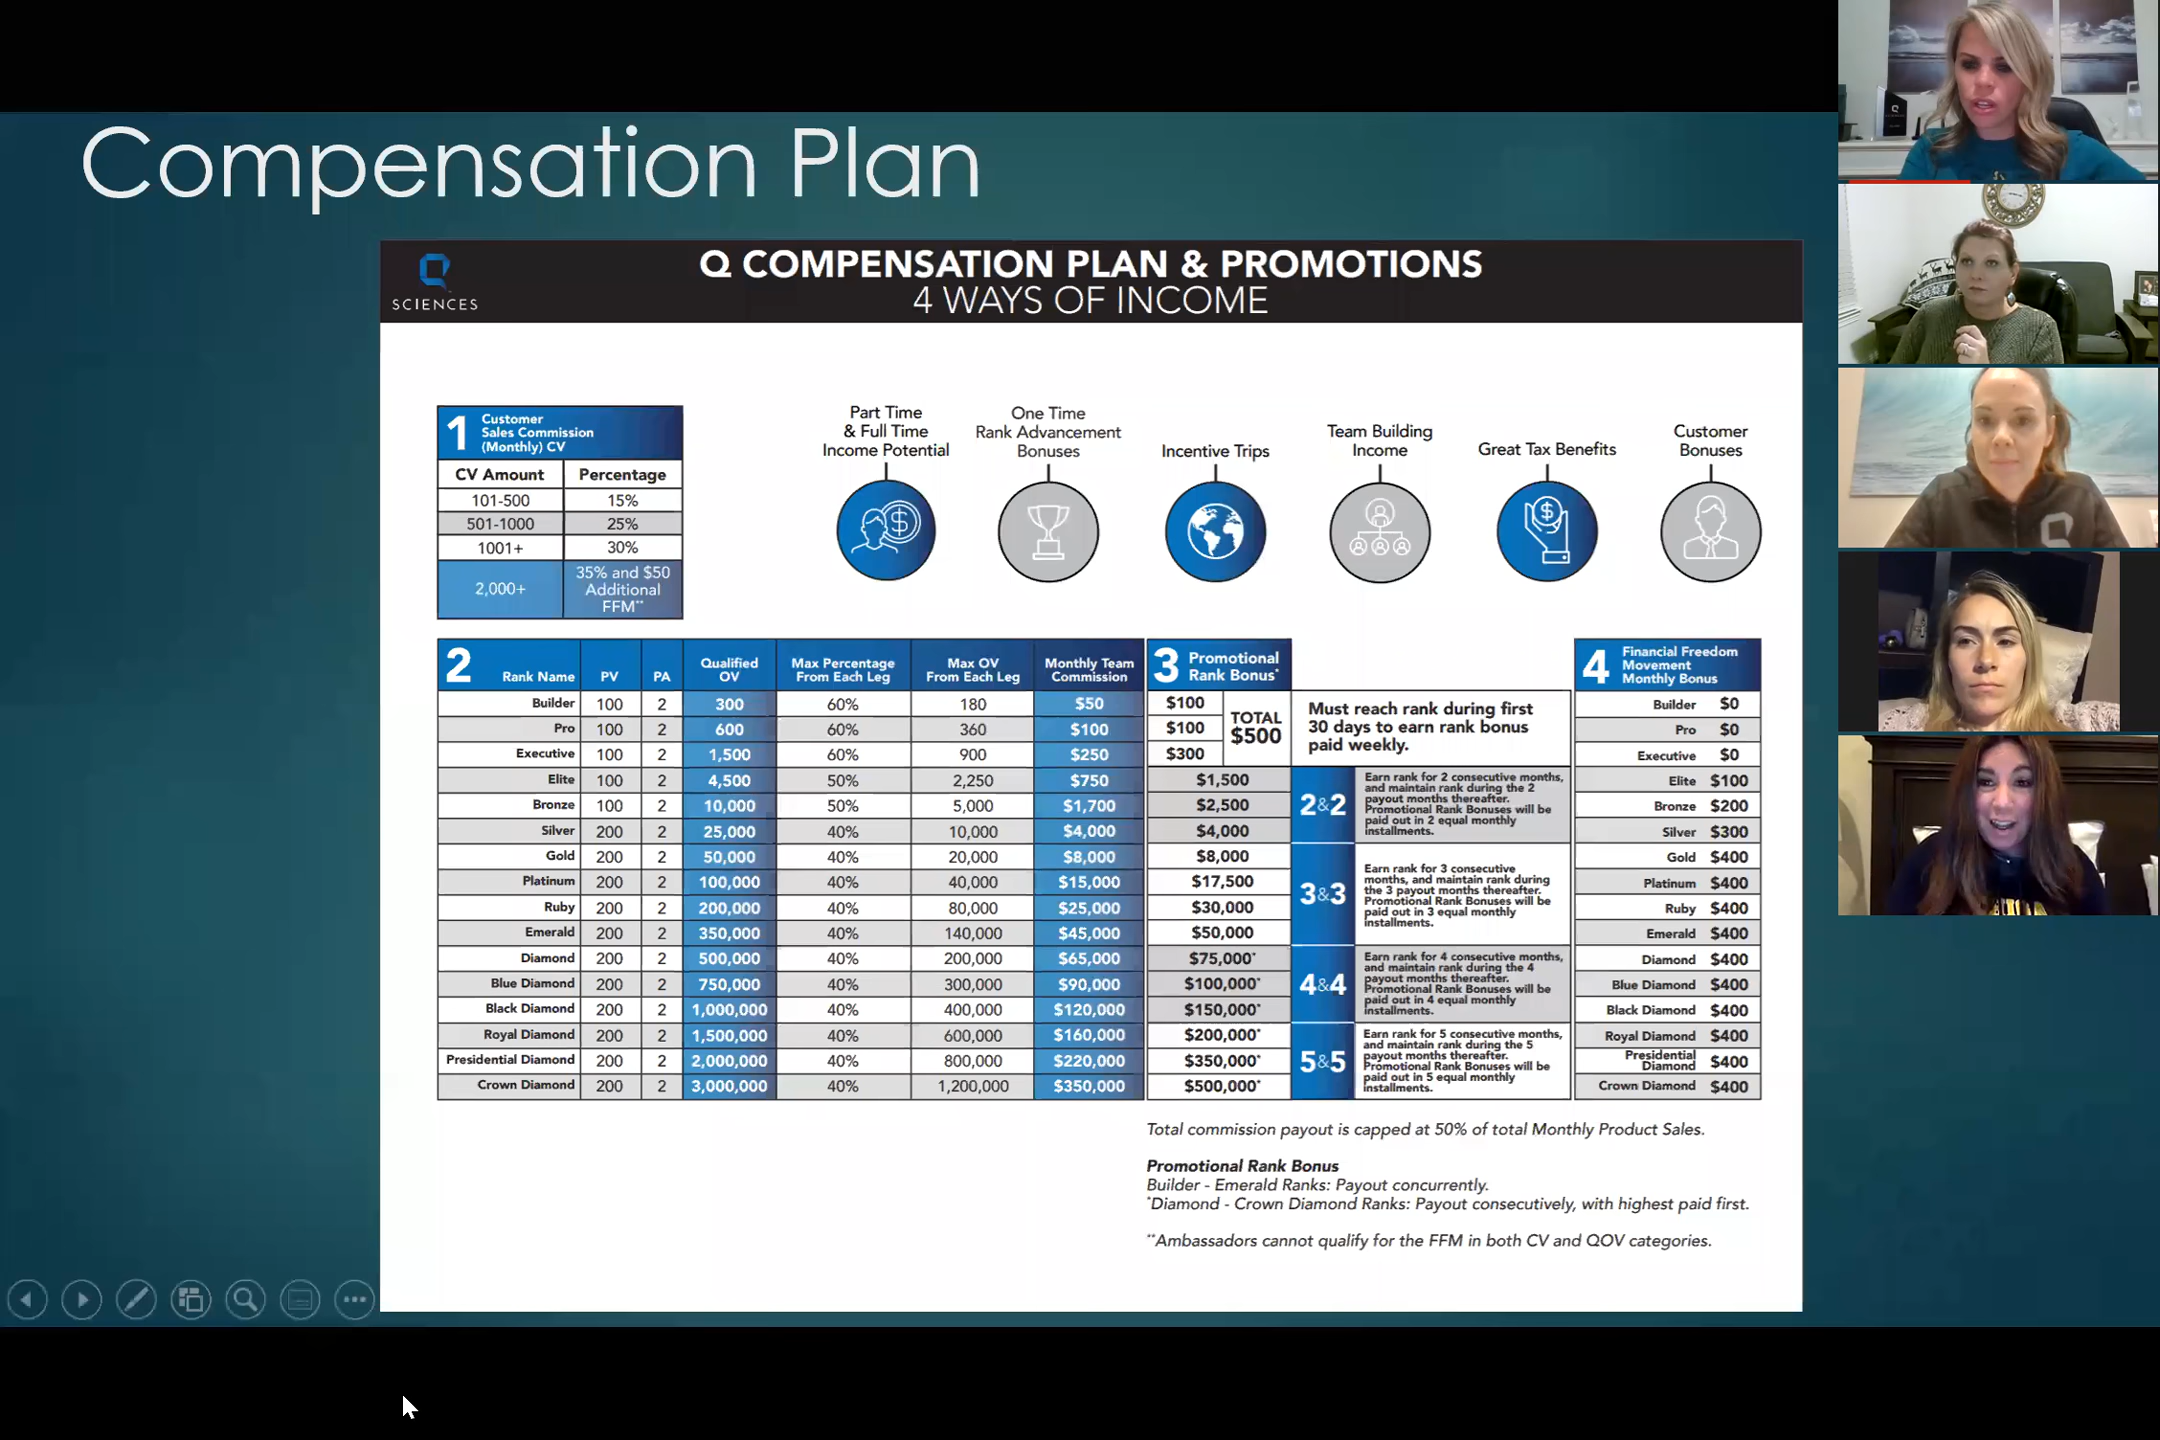 Compensation Plan
Q
SCIENCES
Q COMPENSATION PLAN & PROMOTIONS
4 WAYS OF INCOME
1 Customer
Sales Commission
(Monthly) CV
CV Amount Percentage
101-500 15%
501-1000 25%
1001+ 30%
2,000+ 35% and $50
Additional
FFM**
Part Time
& Full Time
Income Potential
One Time
Rank Advancement
Bonuses
Incentive Trips
Team Building
Income
Great Tax Benefits
Customer
Bonuses
2 Rank Name PV PA Qualified OV Max Percentage From Each Leg Max OV From Each Leg Monthly Team Commission
Builder 100 2 300 60% 180 $50
Pro 100 2 600 60% 360 $100
Executive 100 2 1,500 60% 900 $250
Elite 100 2 4,500 50% 2,250 $750
Bronze 100 2 10,000 50% 5,000 $1,700
Silver 200 2 25,000 40% 10,000 $4,000
Gold 200 2 50,000 40% 20,000 $8,000
Platinum 200 2 100,000 40% 40,000 $15,000
Ruby 200 2 200,000 40% 80,000 $25,000
Emerald 200 2 350,000 40% 140,000 $45,000
Diamond 200 2 500,000 40% 200,000 $65,000
Blue Diamond 200 2 750,000 40% 300,000 $90,000
Black Diamond 200 2 1,000,000 40% 400,000 $120,000
Royal Diamond 200 2 1,500,000 40% 600,000 $160,000
Presidential Diamond 200 2 2,000,000 40% 800,000 $220,000
Crown Diamond 200 2 3,000,000 40% 1,200,000 $350,000
3 Promotional
Rank Bonus*
$100
$100
$300
TOTAL
$500
Must reach rank during first
30 days to earn rank bonus
paid weekly.
$1,500
$2,500
$4,000
2&2
Earn rank for 2 consecutive months,
and maintain rank during the 2
payout months thereafter.
Promotional Rank Bonuses will be
paid out in 2 equal monthly
installments.
$8,000
$17,500
$30,000
$50,000
3&3
Earn rank for 3 consecutive
months, and maintain rank during
the 3 payout months thereafter.
Promotional Rank Bonuses will be
paid out in 3 equal monthly
installments.
$75,000*
$100,000*
$150,000*
4&4
Earn rank for 4 consecutive months,
and maintain rank during the 4
payout months thereafter.
Promotional Rank Bonuses will be
paid out in 4 equal monthly
installments.
$200,000*
$350,000*
$500,000*
5&5
Earn rank for 5 consecutive months,
and maintain rank during the 5
payout months thereafter.
Promotional Rank Bonuses will be
paid out in 5 equal monthly
installments.
4 Financial Freedom
Movement
Monthly Bonus
Builder $0
Pro $0
Executive $0
Elite $100
Bronze $200
Silver $300
Gold $400
Platinum $400
Ruby $400
Emerald $400
Diamond $400
Blue Diamond $400
Black Diamond $400
Royal Diamond $400
Presidential
Diamond $400
Crown Diamond $400
Total commission payout is capped at 50% of total Monthly Product Sales.
Promotional Rank Bonus
Builder - Emerald Ranks: Payout concurrently.
*Diamond - Crown Diamond Ranks: Payout consecutively, with highest paid first.
**Ambassadors cannot qualify for the FFM in both CV and QOV categories.